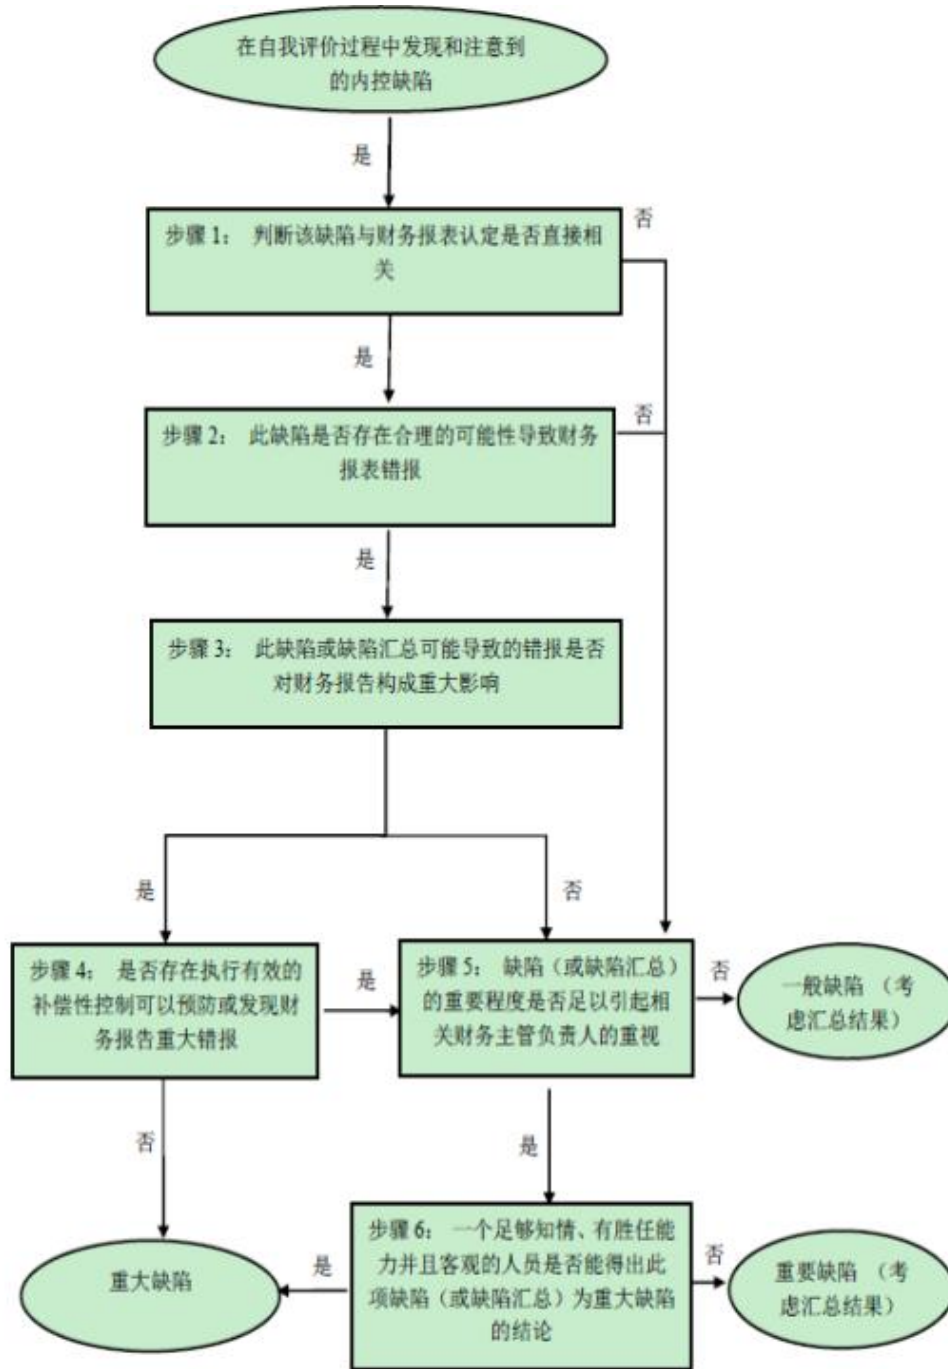 在自我评价过程中发现和注意到
的内控缺陷
是
步骤 1： 判断该缺陷与财务报表认定是否直接相
关
否
是
步骤 2： 此缺陷是否存在合理的可能性导致财务
报表错报
否
是
步骤 3： 此缺陷或缺陷汇总可能导致的错报是否
对财务报告构成重大影响
是
否
步骤 4： 是否存在执行有效的
补偿性控制可以预防或发现财
务报告重大错报
是
步骤 5： 缺陷（或缺陷汇总）
的重要程度是否足以引起相
关财务主管负责人的重视
否
一般缺陷 （考
虑汇总结果）
否
是
重大缺陷
是
步骤 6： 一个足够知情、有胜任能
力并且客观的人员是否能得出此
项缺陷（或缺陷汇总）为重大缺陷
的结论
否
重要缺陷 （考
虑汇总结果）